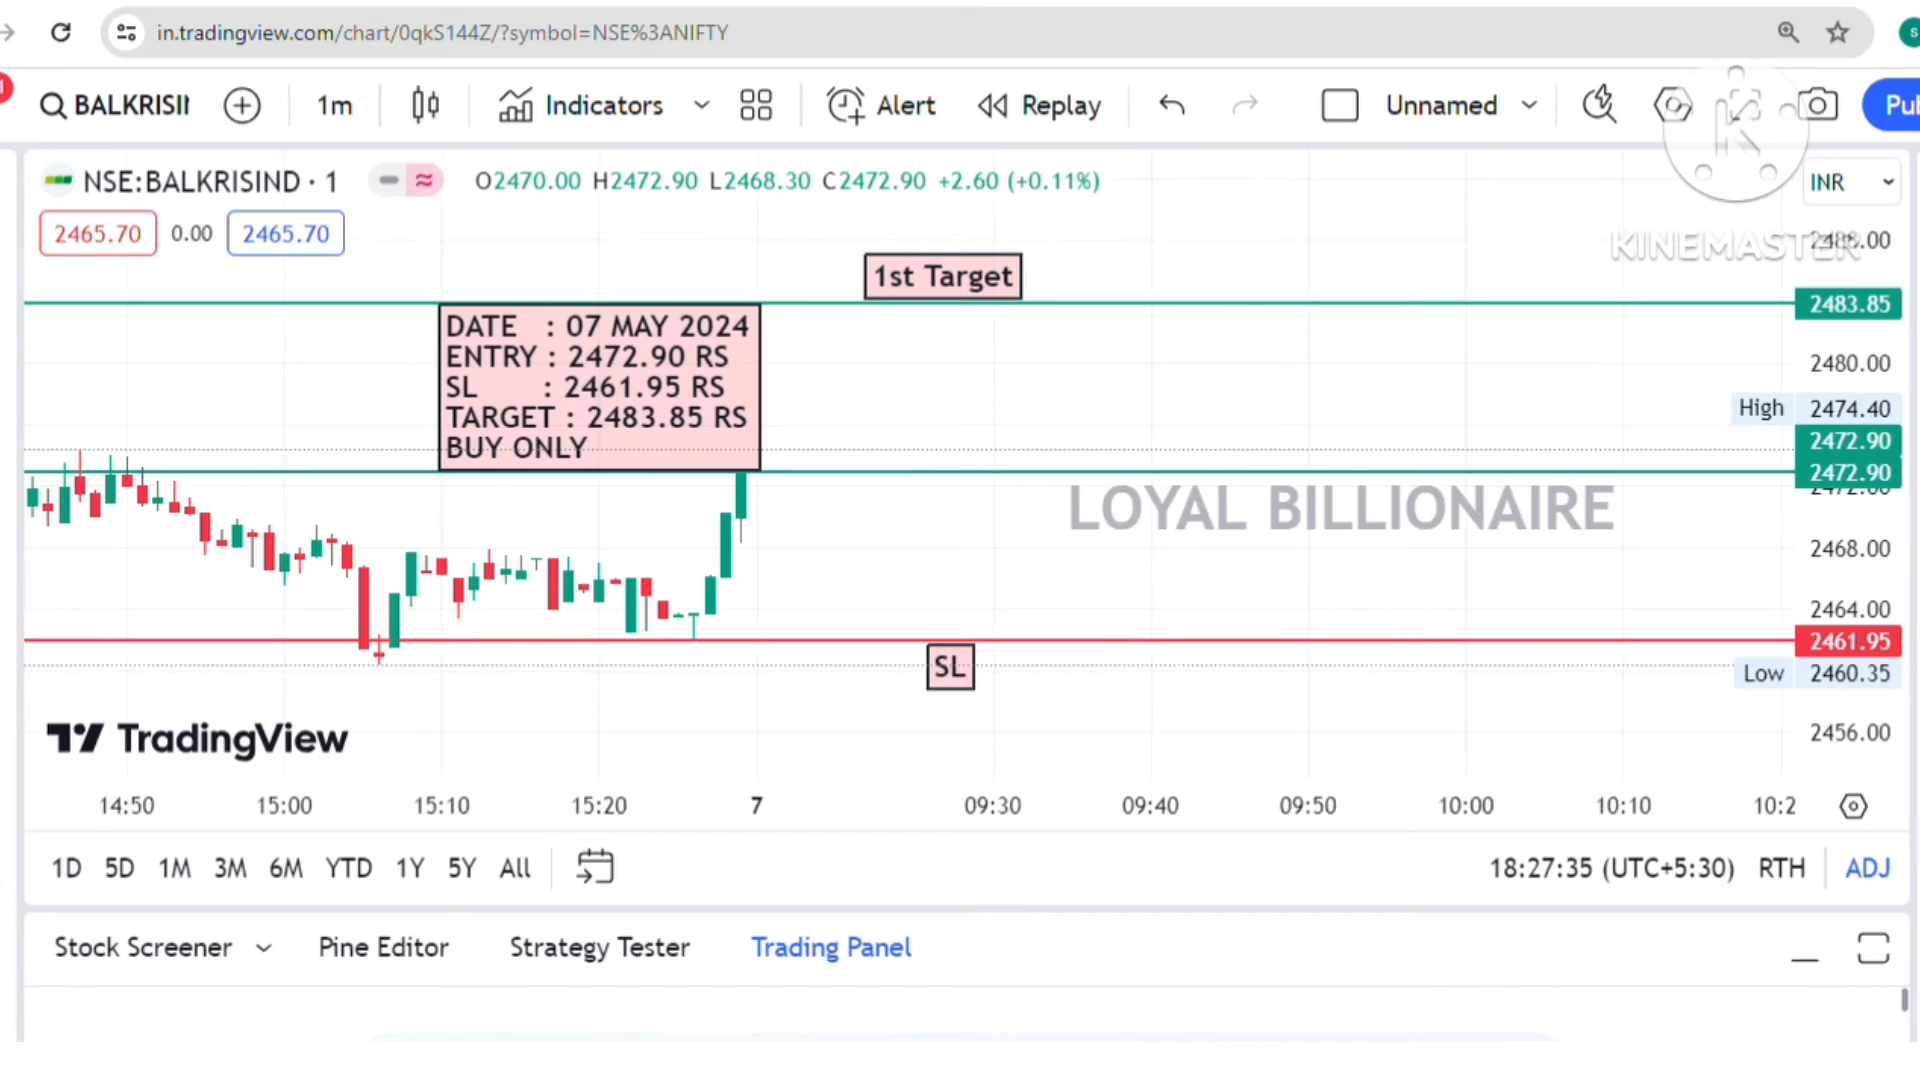 in.tradingview.com/chart/0qkS144Z/?symbol=NSE%3ANIFTY
BALKRISI 1m Indicators Alert Replay Unnamed Pu
NSE:BALKRISIND · 1 O2470.00 H2472.90 L2468.30 C2472.90 +2.60 (+0.11%) INR
2465.70 0.00 2465.70
KINEMASTER
1st Target
2483.85
DATE : 07 MAY 2024
ENTRY : 2472.90 RS
SL : 2461.95 RS
TARGET : 2483.85 RS
BUY ONLY
2480.00
High 2474.40
2472.90
2472.90
2472.00
LOYAL BILLIONAIRE
2468.00
2464.00
2461.95
SL
Low 2460.35
2456.00
TradingView
14:50 15:00 15:10 15:20 7 09:30 09:40 09:50 10:00 10:10 10:2
1D 5D 1M 3M 6M YTD 1Y 5Y All 18:27:35 (UTC+5:30) RTH ADJ
Stock Screener Pine Editor Strategy Tester Trading Panel